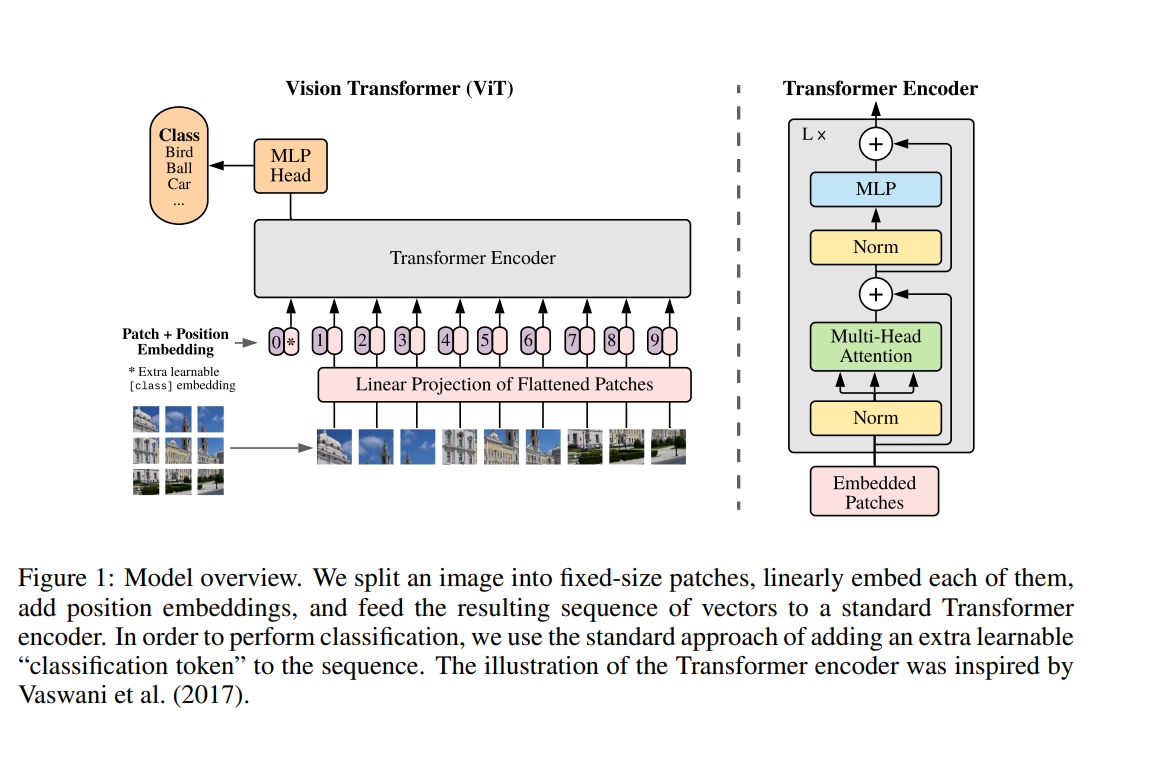 Vision Transformer (ViT)
Class
Bird
Ball
Car
...
MLP
Head
Transformer Encoder
Patch + Position
Embedding
* Extra learnable
[class] embedding
0 * 1 2 3 4 5 6 7 8 9
Linear Projection of Flattened Patches
Transformer Encoder
L x
+
MLP
Norm
+
Multi-Head
Attention
Norm
Embedded
Patches
Figure 1: Model overview. We split an image into fixed-size patches, linearly embed each of them,
add position embeddings, and feed the resulting sequence of vectors to a standard Transformer
encoder. In order to perform classification, we use the standard approach of adding an extra learnable
“classification token” to the sequence. The illustration of the Transformer encoder was inspired by
Vaswani et al. (2017).